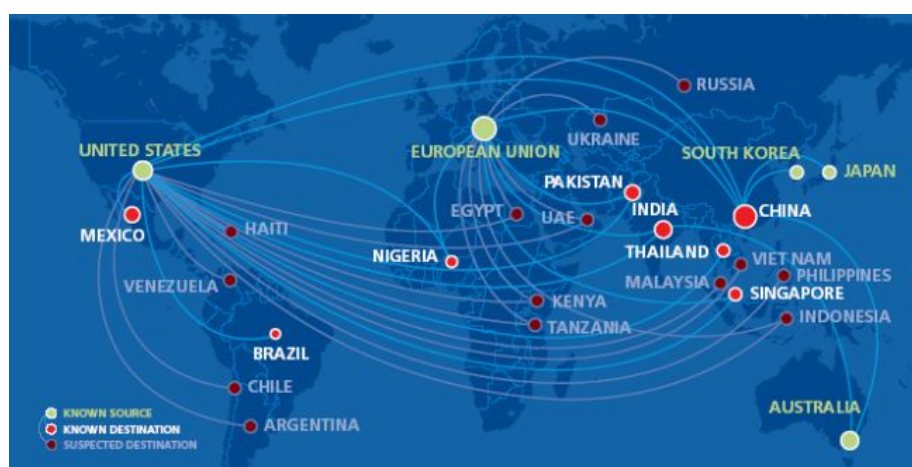 RUSSIA
UKRAINE
UNITED STATES
EUROPEAN UNION
SOUTH KOREA
JAPAN
PAKISTAN
EGYPT
UAE
INDIA
CHINA
MEXICO
HAITI
NIGERIA
THAILAND
VIET NAM
PHILIPPINES
VENEZUELA
MALAYSIA
SINGAPORE
KENYA
TANZANIA
INDONESIA
BRAZIL
CHILE
AUSTRALIA
ARGENTINA
KNOWN SOURCE
KNOWN DESTINATION
SUSPECTED DESTINATION